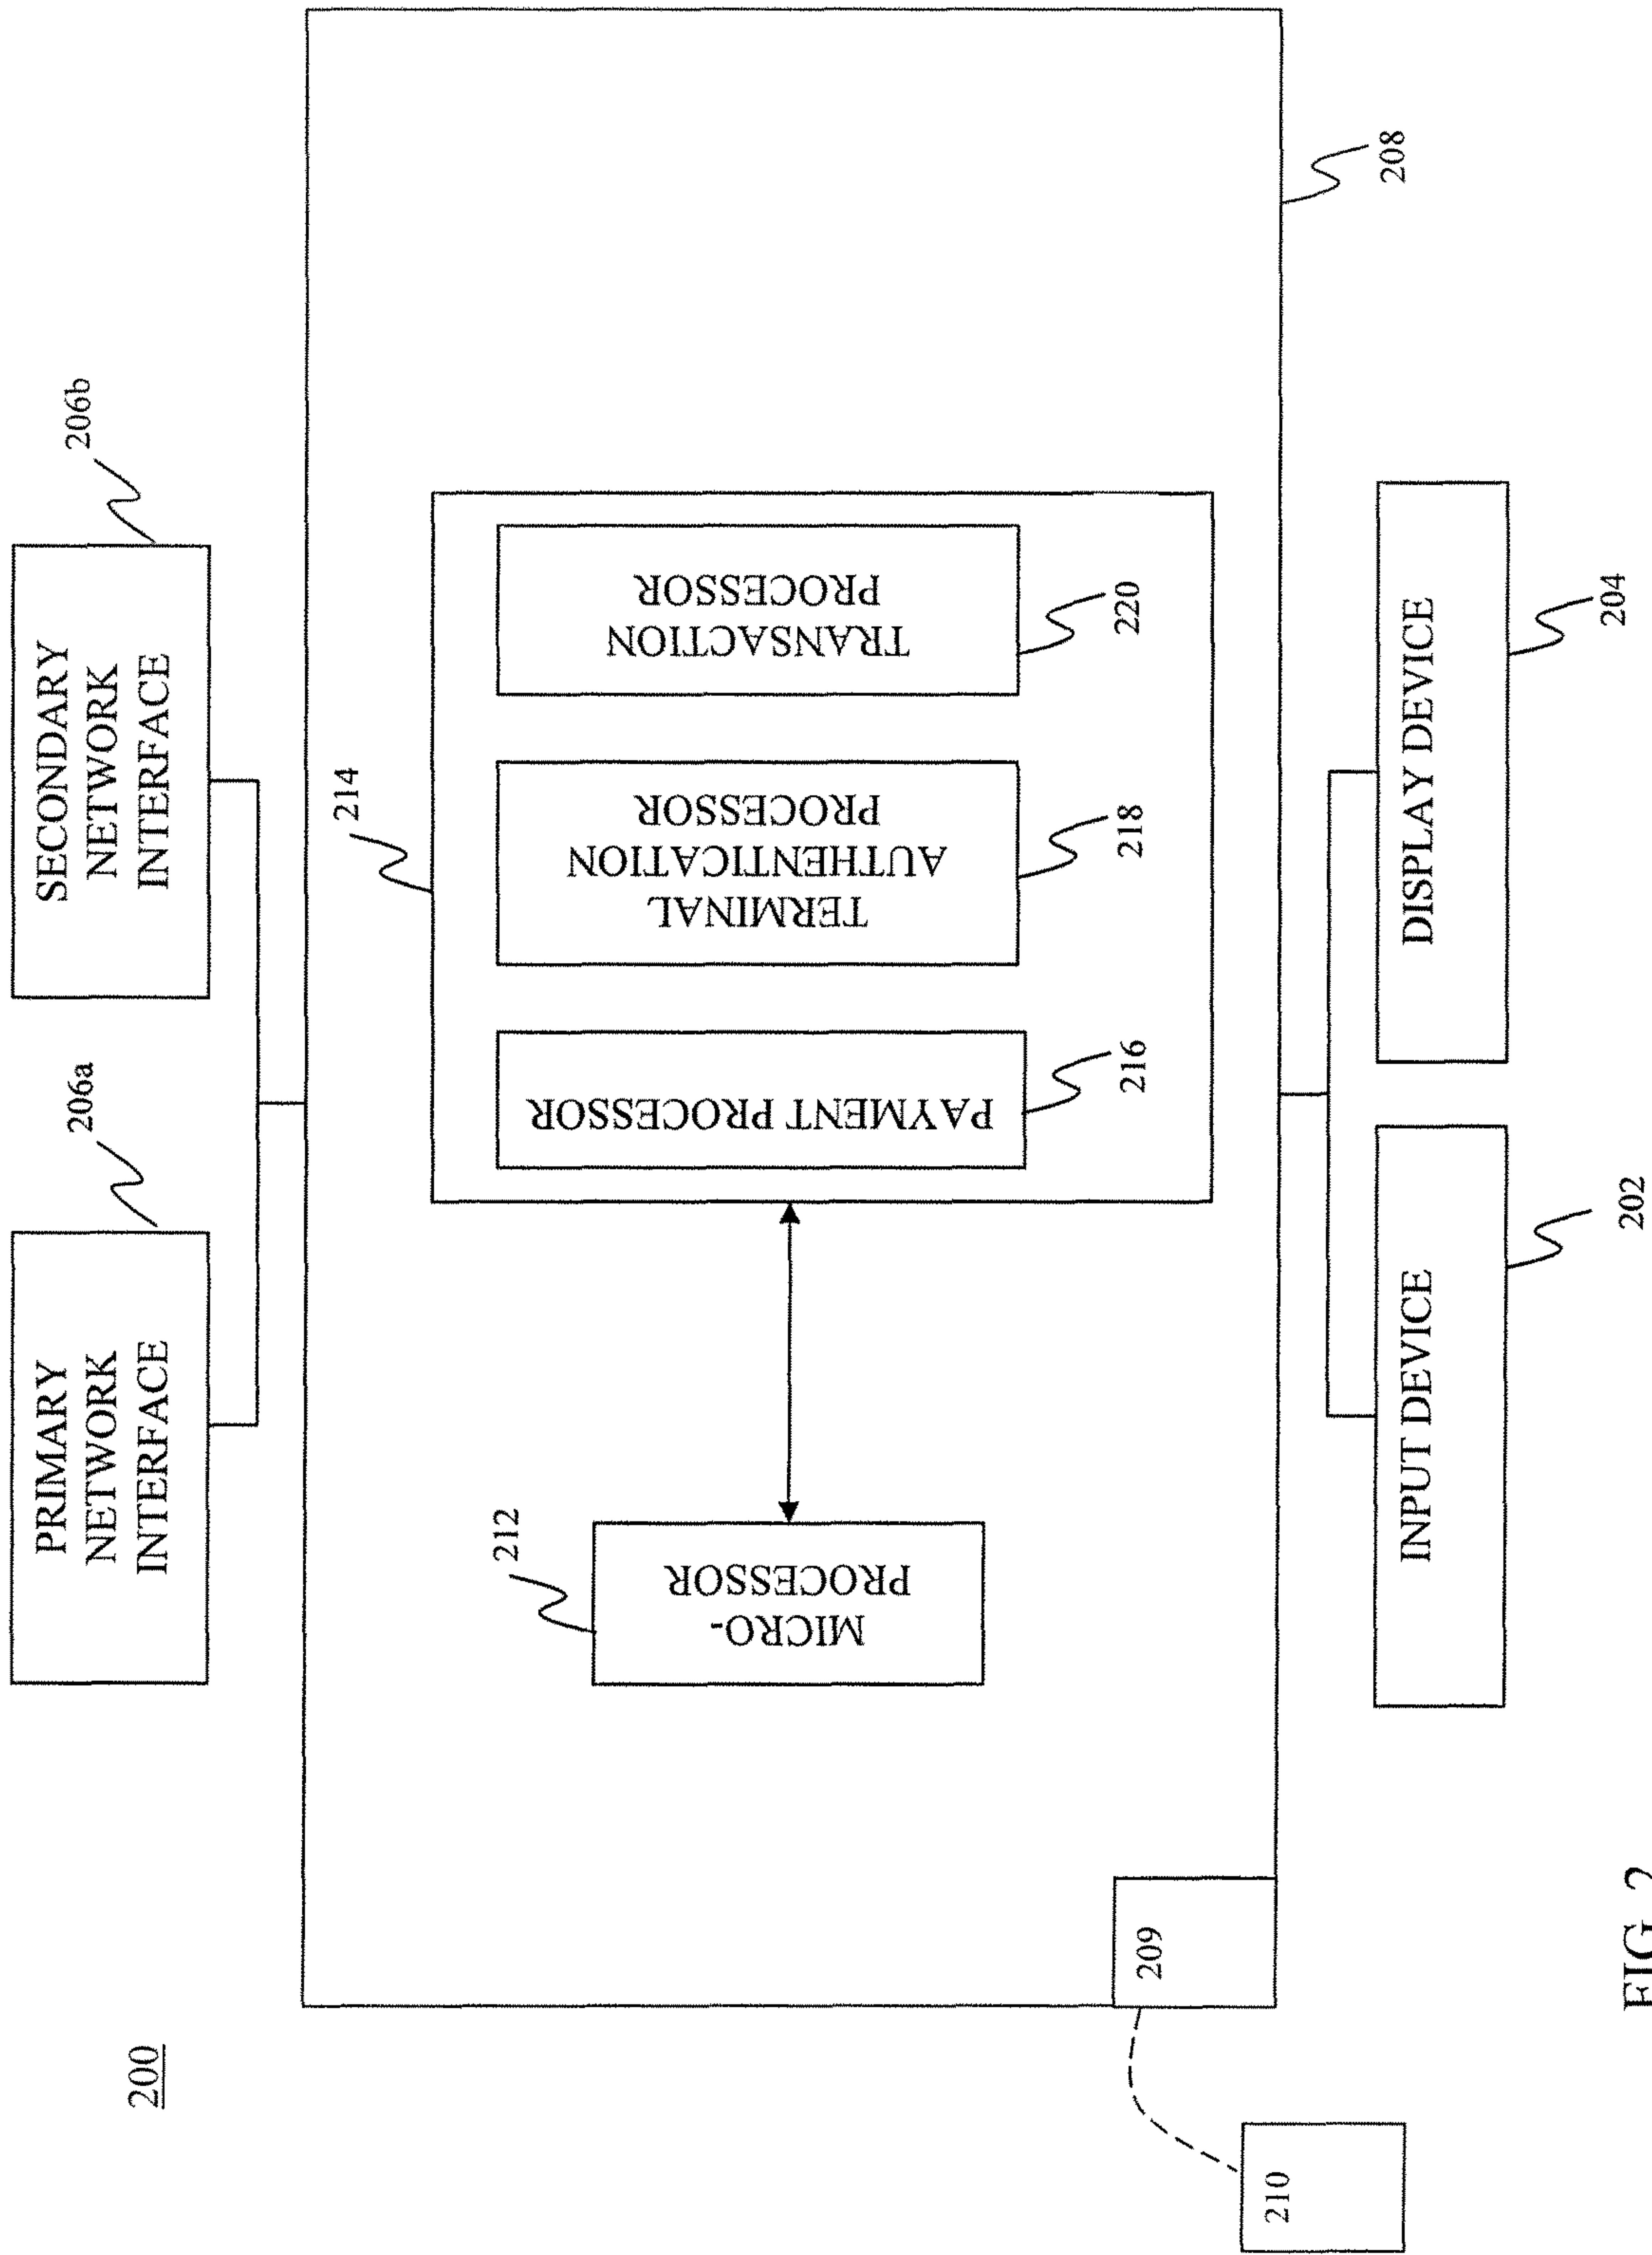 200
PRIMARY
NETWORK
INTERFACE
206a
SECONDARY
NETWORK
INTERFACE
206b
208
214
212
MICRO-
PROCESSOR
PAYMENT PROCESSOR
216
TERMINAL
AUTHENTICATION
PROCESSOR
218
TRANSACTION
PROCESSOR
220
209
210
INPUT DEVICE
202
DISPLAY DEVICE
204
FIG. 2